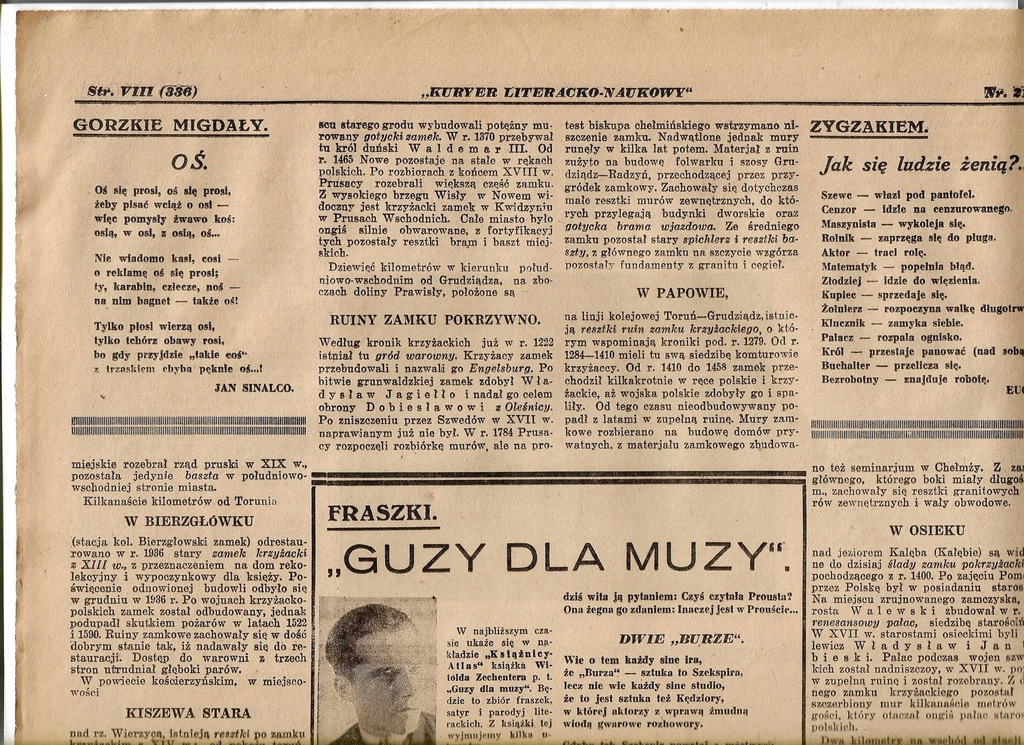 Str. VIII (336)
„KURYER LITERACKO-NAUKOWY“
Nr.
GORZKIE MIGDAŁY.
OŚ.
Oś się prosi, oś się prosi,
żeby pisać wciąż o osi —
więc pomysły żwawo koś:
osią, w osi, z osią, oś...
Nie wiadomo kasi, cosi —
o reklamę oś się prosi;
ty, karabin, człecze, noś —
na nim bagnet — także oś!
Tylko płosi wierzą osi,
tylko tchórz obawy rosi,
bo gdy przyjdzie „takie coś“
z trzaskiem chyba pęknie oś...!
JAN SINALCO.
miejskie rozebrał rząd pruski w XIX w.,
pozostała jedynie baszta w południowo-
wschodniej stronie miasta.
Kilkanaście kilometrów od Torunia
W BIERZGŁÓWKU
(stacja kol. Bierzgłowski zamek) odrestau-
rowano w r. 1936 stary zamek krzyżacki
z XIII w., z przeznaczeniem na dom reko-
lekcyjny i wypoczynkowy dla księży. Po-
święcenie odnowionej budowli odbyło się
w grudniu w 1936 r. Po wojnach krzyżacko-
polskich zamek został odbudowany, jednak
podupadł skutkiem pożarów w latach 1522
i 1590. Ruiny zamkowe zachowały się w dość
dobrym stanie tak, iż nadawały się do re-
stauracji. Dostęp do warowni z trzech
stron utrudniał głęboki parów.
W powiecie kościerzyńskim, w miejsco-
wości
KISZEWA STARA
nad rz. Wierzycą, istnieją resztki po zamku
scu starego grodu wybudowali potężny mu-
rowany gotycki zamek. W r. 1370 przebywał
tu król duński Waldemar III. Od
r. 1465 Nowe pozostaje na stałe w rękach
polskich. Po rozbiorach z końcem XVIII w.
Prusacy rozebrali większą część zamku.
Z wysokiego brzegu Wisły w Nowem wi-
doczny jest krzyżacki zamek w Kwidzyniu
w Prusach Wschodnich. Całe miasto było
ongiś silnie obwarowane, z fortyfikacyj
tych pozostały resztki bram i baszt miej-
skich.
Dziewięć kilometrów w kierunku połud-
niowo-wschodnim od Grudziądza, na zbo-
czach doliny Prawisły, położone są
RUINY ZAMKU POKRZYWNO.
Według kronik krzyżackich już w r. 1222
istniał tu gród warowny. Krzyżacy zamek
przebudowali i nazwali go Engelsburg. Po
bitwie grunwaldzkiej zamek zdobył Wła-
dysław Jagiełło i nadał go celem
obrony Dobiesławowi z Oleśnicy.
Po zniszczeniu przez Szwedów w XVII w.
naprawianym już nie był. W r. 1784 Prusa-
cy rozpoczęli rozbiórkę murów, ale na pro-
test biskupa chełmińskiego wstrzymano ni-
szczenie zamku. Nadwątlone jednak mury
runęły w kilka lat potem. Materjał z ruin
zużyto na budowę folwarku i szosy Gru-
dziądz—Radzyń, przechodzącej przez przy-
gródek zamkowy. Zachowały się dotychczas
małe resztki murów zewnętrznych, do któ-
rych przylegają budynki dworskie oraz
gotycka brama wjazdowa. Ze średniego
zamku pozostał stary spichlerz i resztki ba-
szty, z głównego zamku na szczycie wzgórza
pozostały fundamenty z granitu i cegieł.
W PAPOWIE,
na linji kolejowej Toruń—Grudziądz, istnie-
ją resztki ruin zamku krzyżackiego, o któ-
rym wspominają kroniki pod r. 1279. Od r.
1284—1410 mieli tu swą siedzibę komturowie
krzyżaccy. Od r. 1410 do 1458 zamek prze-
chodził kilkakrotnie w ręce polskie i krzy-
żackie, aż wojska polskie zdobyły go i spa-
liły. Od tego czasu nieodbudowywany po-
padł z latami w zupełną ruinę. Mury zam-
kowe rozbierano na budowę domów pry-
watnych, z materjału zamkowego zbudowa-
ZYGZAKIEM.
Jak się ludzie żenią?..
Szewc — włazi pod pantofel.
Cenzor — idzie na cenzurowanego.
Maszynista — wykoleja się.
Rolnik — zaprzęga się do pługa.
Aktor — traci rolę.
Matematyk — popełnia błąd.
Złodziej — idzie do więzienia.
Kupiec — sprzedaje się.
Żołnierz — rozpoczyna walkę długotrw
Klucznik — zamyka siebie.
Palacz — rozpala ognisko.
Król — przestaje panować (nad sobą
Buchalter — przelicza się.
Bezrobotny — znajduje robotę.
EU
no też seminarjum w Chełmży. Z za
głównego, którego boki miały długoś
m., zachowały się resztki granitowych
rów zewnętrznych i wały obwodowe.
W OSIEKU
nad jeziorem Kalęba (Kałębie) są wid
ne do dzisiaj ślady zamku pokrzyżacki
pochodzącego z r. 1400. Po zajęciu Pom
przez Polskę był w posiadaniu staros
Na miejscu zrujnowanego zamczyska,
rosta Walewski zbudował w r.
renesansowy pałac, siedzibę starościń
W XVII w. starostami osieckimi byli
lewicz Władysław i Jan
bieski. Pałac podczas wojen szw
kich został nadniszczony, w XVII w. po
w zupełną ruinę i został rozebrany. Z
nego zamku krzyżackiego pozostał
szczerbiony mur kilkanaście metrów
gości, który otaczał ongiś pałac staro
polskich.
Dwa kilometry na wschód od stacji
FRASZKI.
„GUZY DLA MUZY“.
W najbliższym cza-
sie ukaże się w na-
kładzie „Książnicy-
Atlas“ książka Wi-
tolda Zechentera p. t.
„Guzy dla muzy“. Bę-
dzie to zbiór fraszek,
satyr i parodyj lite-
rackich. Z książki tej
wyjmujemy kilka u-
dziś wita ją pytaniem: Czyś czytała Prousta?
Ona żegna go zdaniem: Inaczej jest w Prouście...
DWIE „BURZE“.
Wie o tem każdy sine ira,
że „Burza“ — sztuka to Szekspira,
lecz nie wie każdy sine studio,
że to jest sztuka też Kędziory,
w której aktorzy z wprawą żmudną
wiodą gwarowe rozhowory.